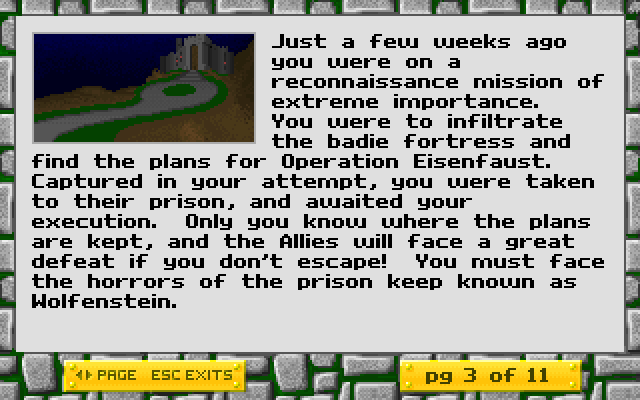 Just a few weeks ago
you were on a
reconnaissance mission of
extreme importance.
You were to infiltrate
the badie fortress and
find the plans for Operation Eisenfaust.
Captured in your attempt, you were taken
to their prison, and awaited your
execution.  Only you know where the plans
are kept, and the Allies will face a great
defeat if you don't escape!  You must face
the horrors of the prison keep known as
Wolfenstein.
PAGE  ESC EXITS
pg 3 of 11